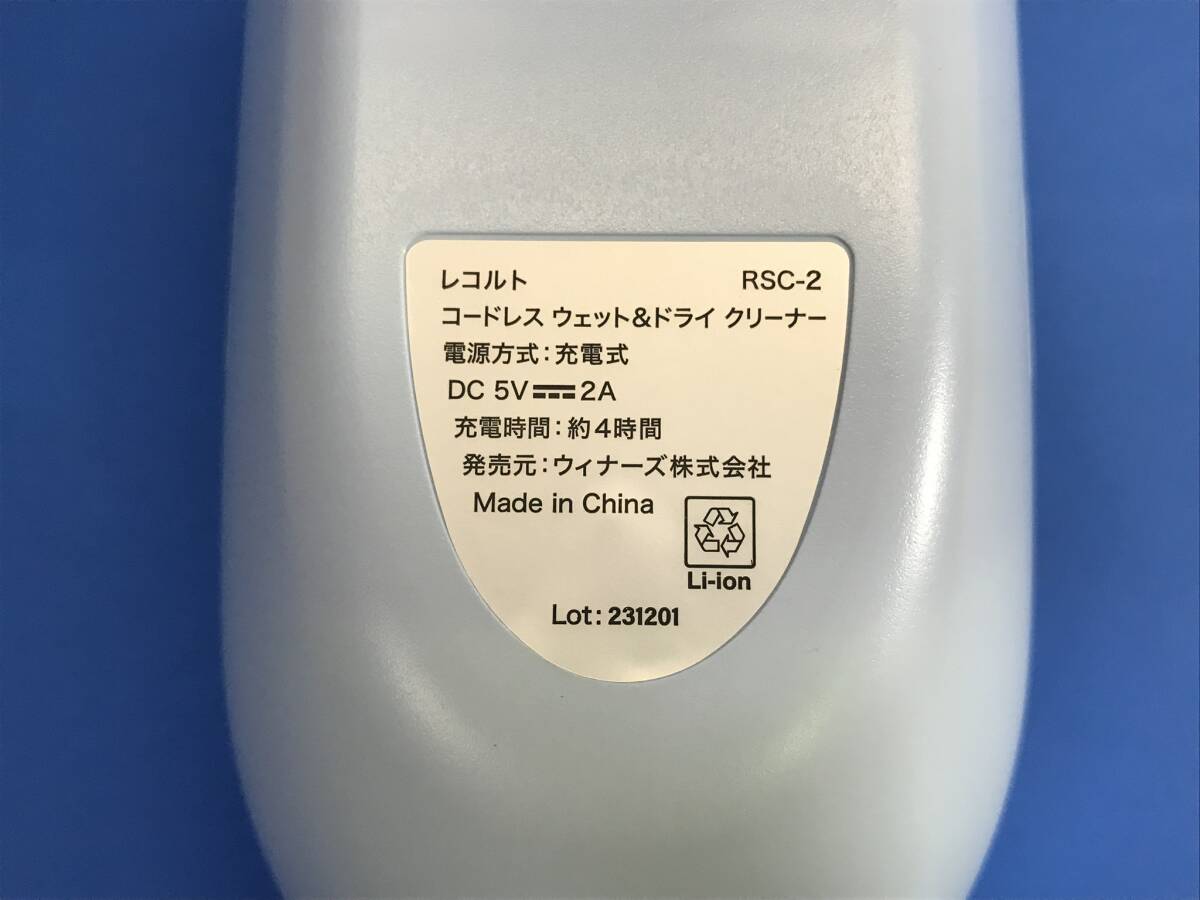 レコルト RSC-2
コードレス ウェット&ドライ クリーナー
電源方式:充電式
DC 5V⎓2A
充電時間:約4時間
発売元:ウィナーズ株式会社
Made in China
Li-ion
Lot: 231201